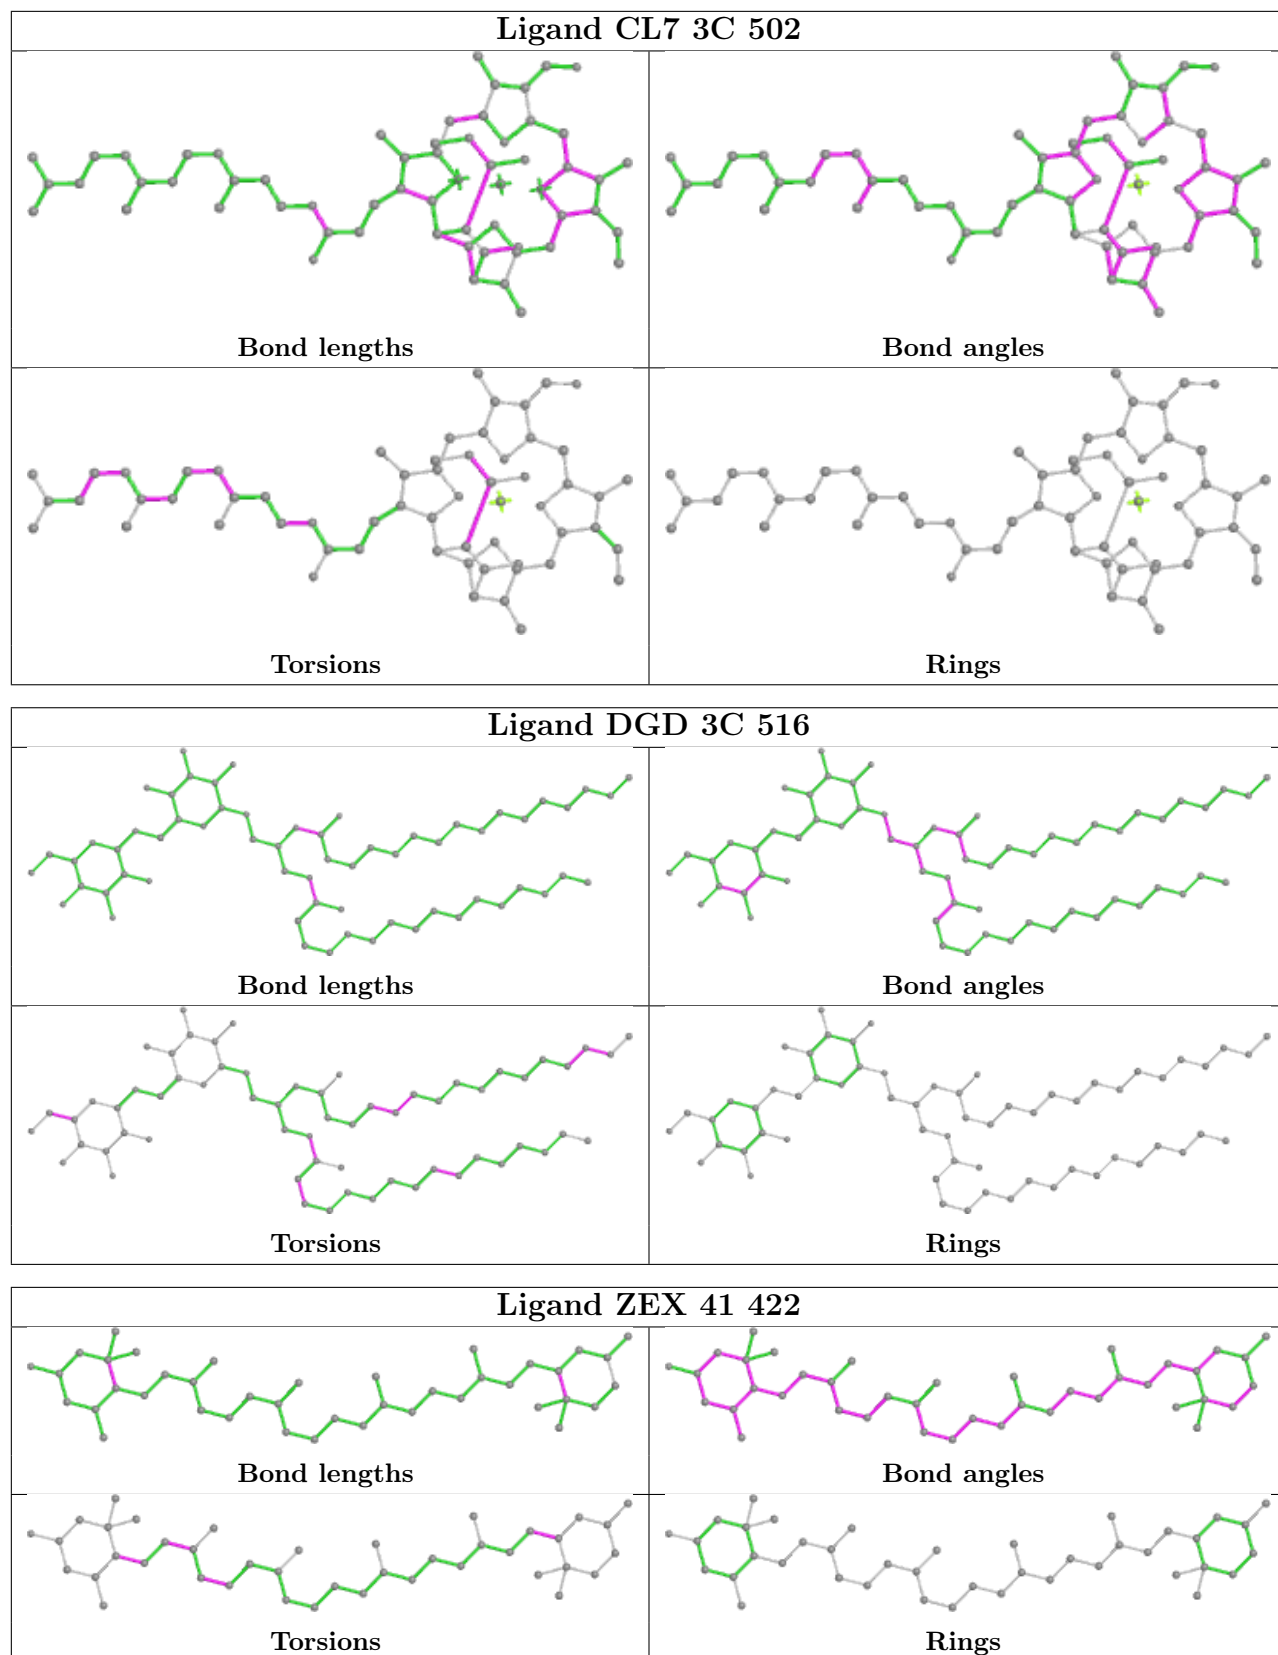 Ligand CL7 3C 502
Bond lengths
Bond angles
Torsions
Rings
Ligand DGD 3C 516
Bond lengths
Bond angles
Torsions
Rings
Ligand ZEX 41 422
Bond lengths
Bond angles
Torsions
Rings